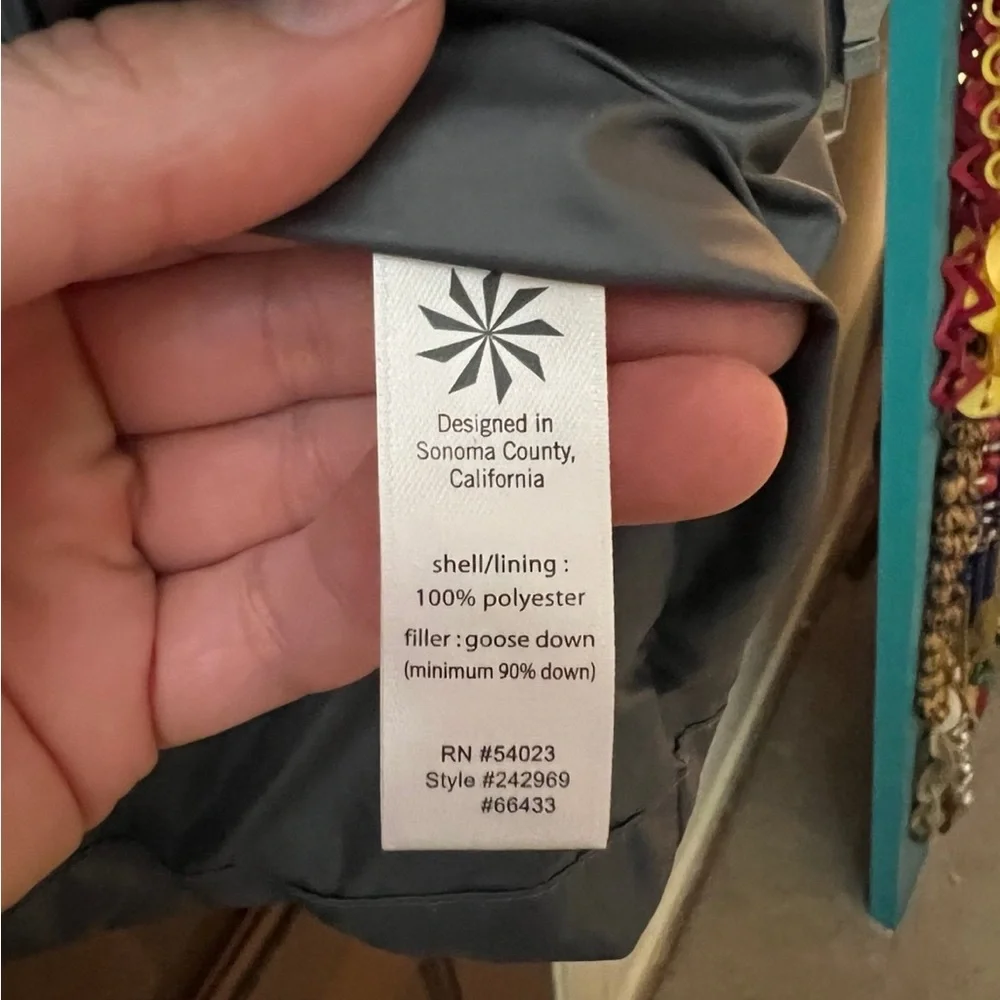 Designed in
Sonoma County,
California
shell/lining :
100% polyester
filler : goose down
(minimum 90% down)
RN #54023
Style #242969
#66433